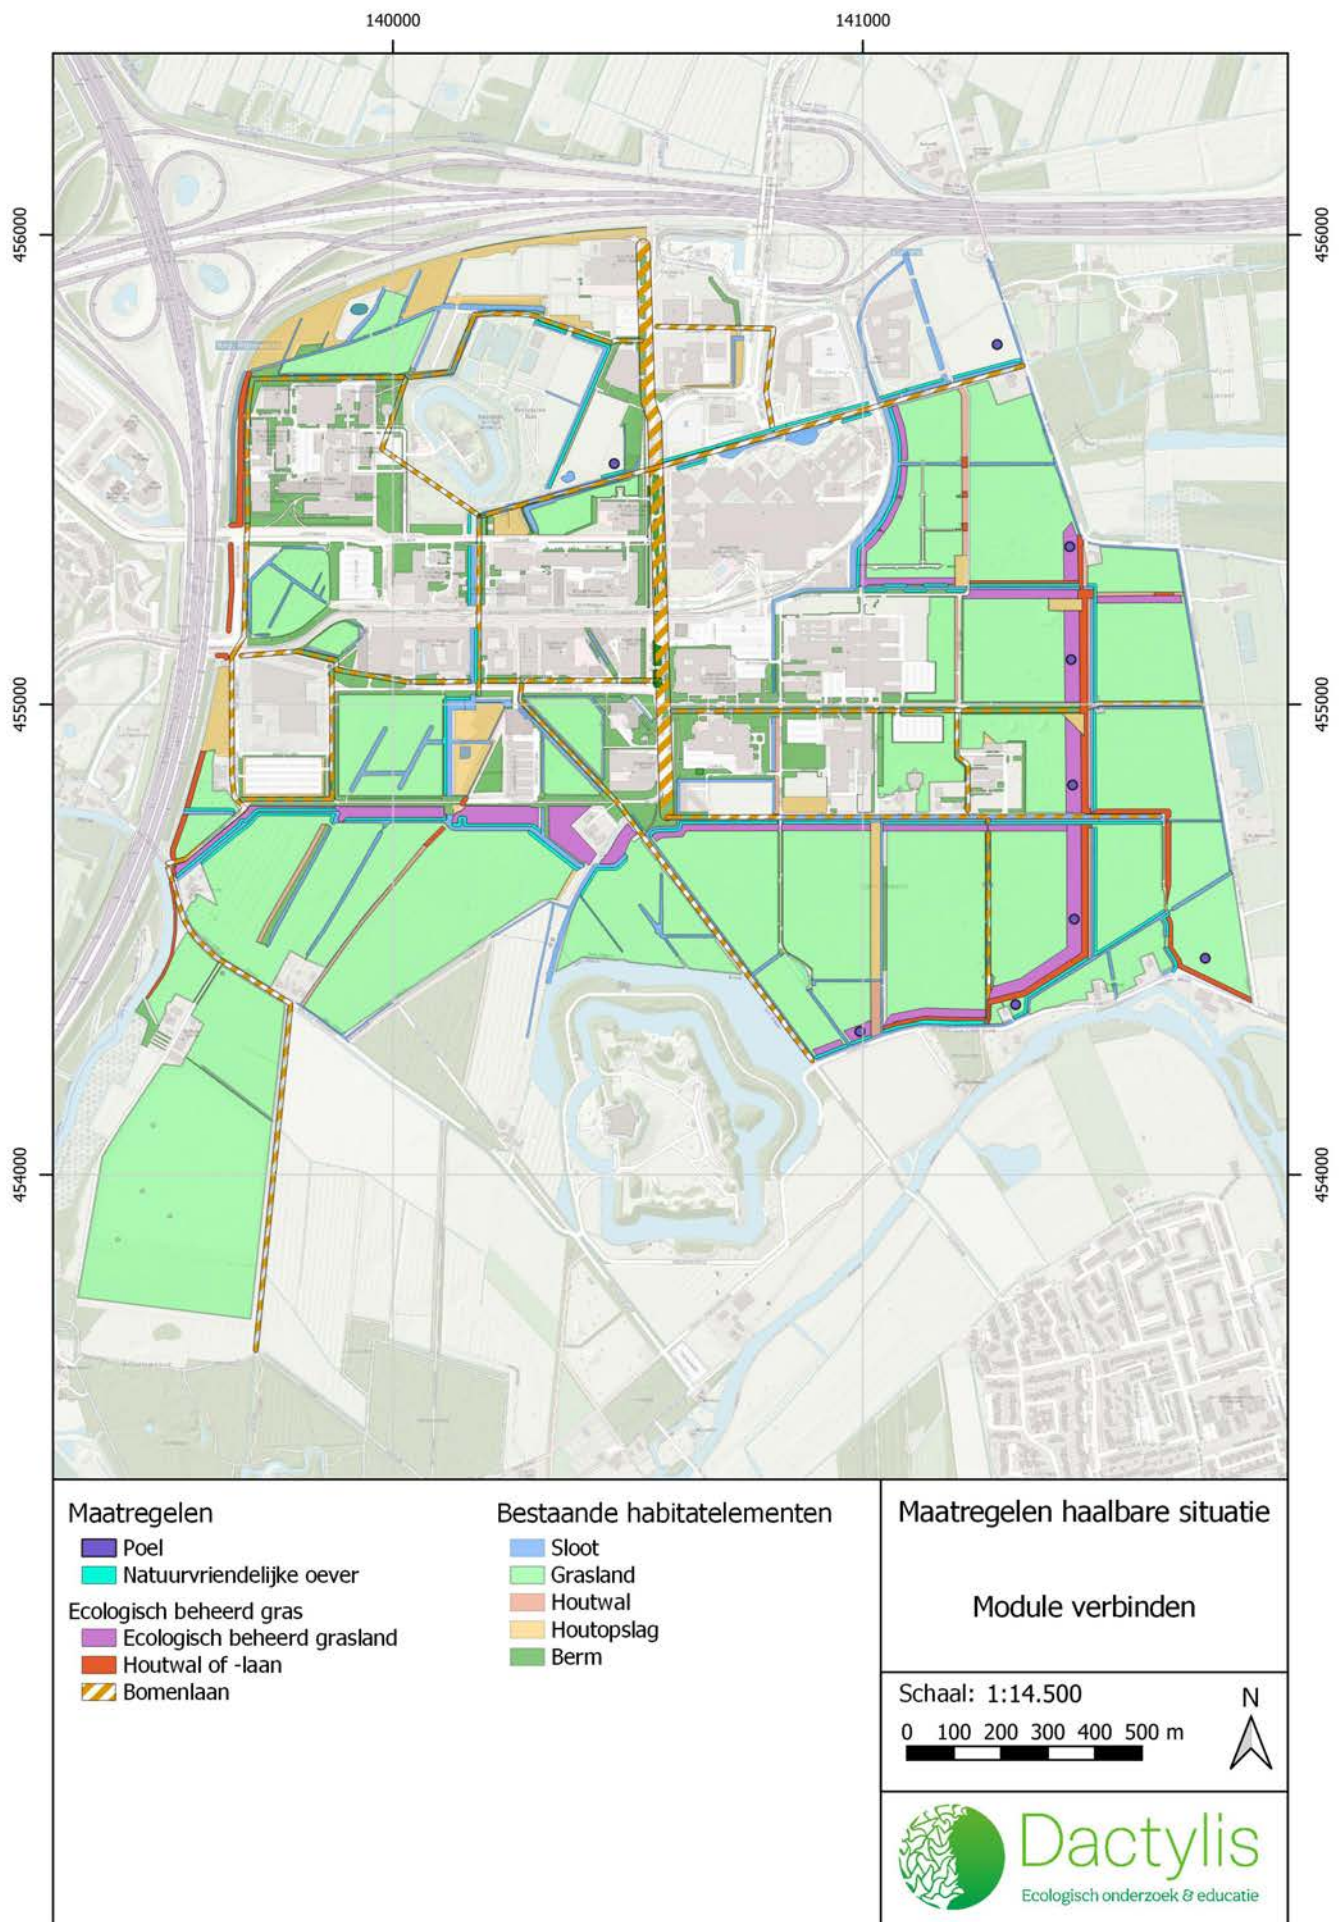 140000
141000
456000
456000
455000
455000
454000
454000
Maatregelen
Poel
Natuurvriendelijke oever
Ecologisch beheerd gras
Ecologisch beheerd grasland
Houtwal of -laan
Bomenlaan
Bestaande habitatelementen
Sloot
Grasland
Houtwal
Houtopslag
Berm
Maatregelen haalbare situatie
Module verbinden
Schaal: 1:14.500
N
0 100 200 300 400 500 m
Dactylis
Ecologisch onderzoek & educatie